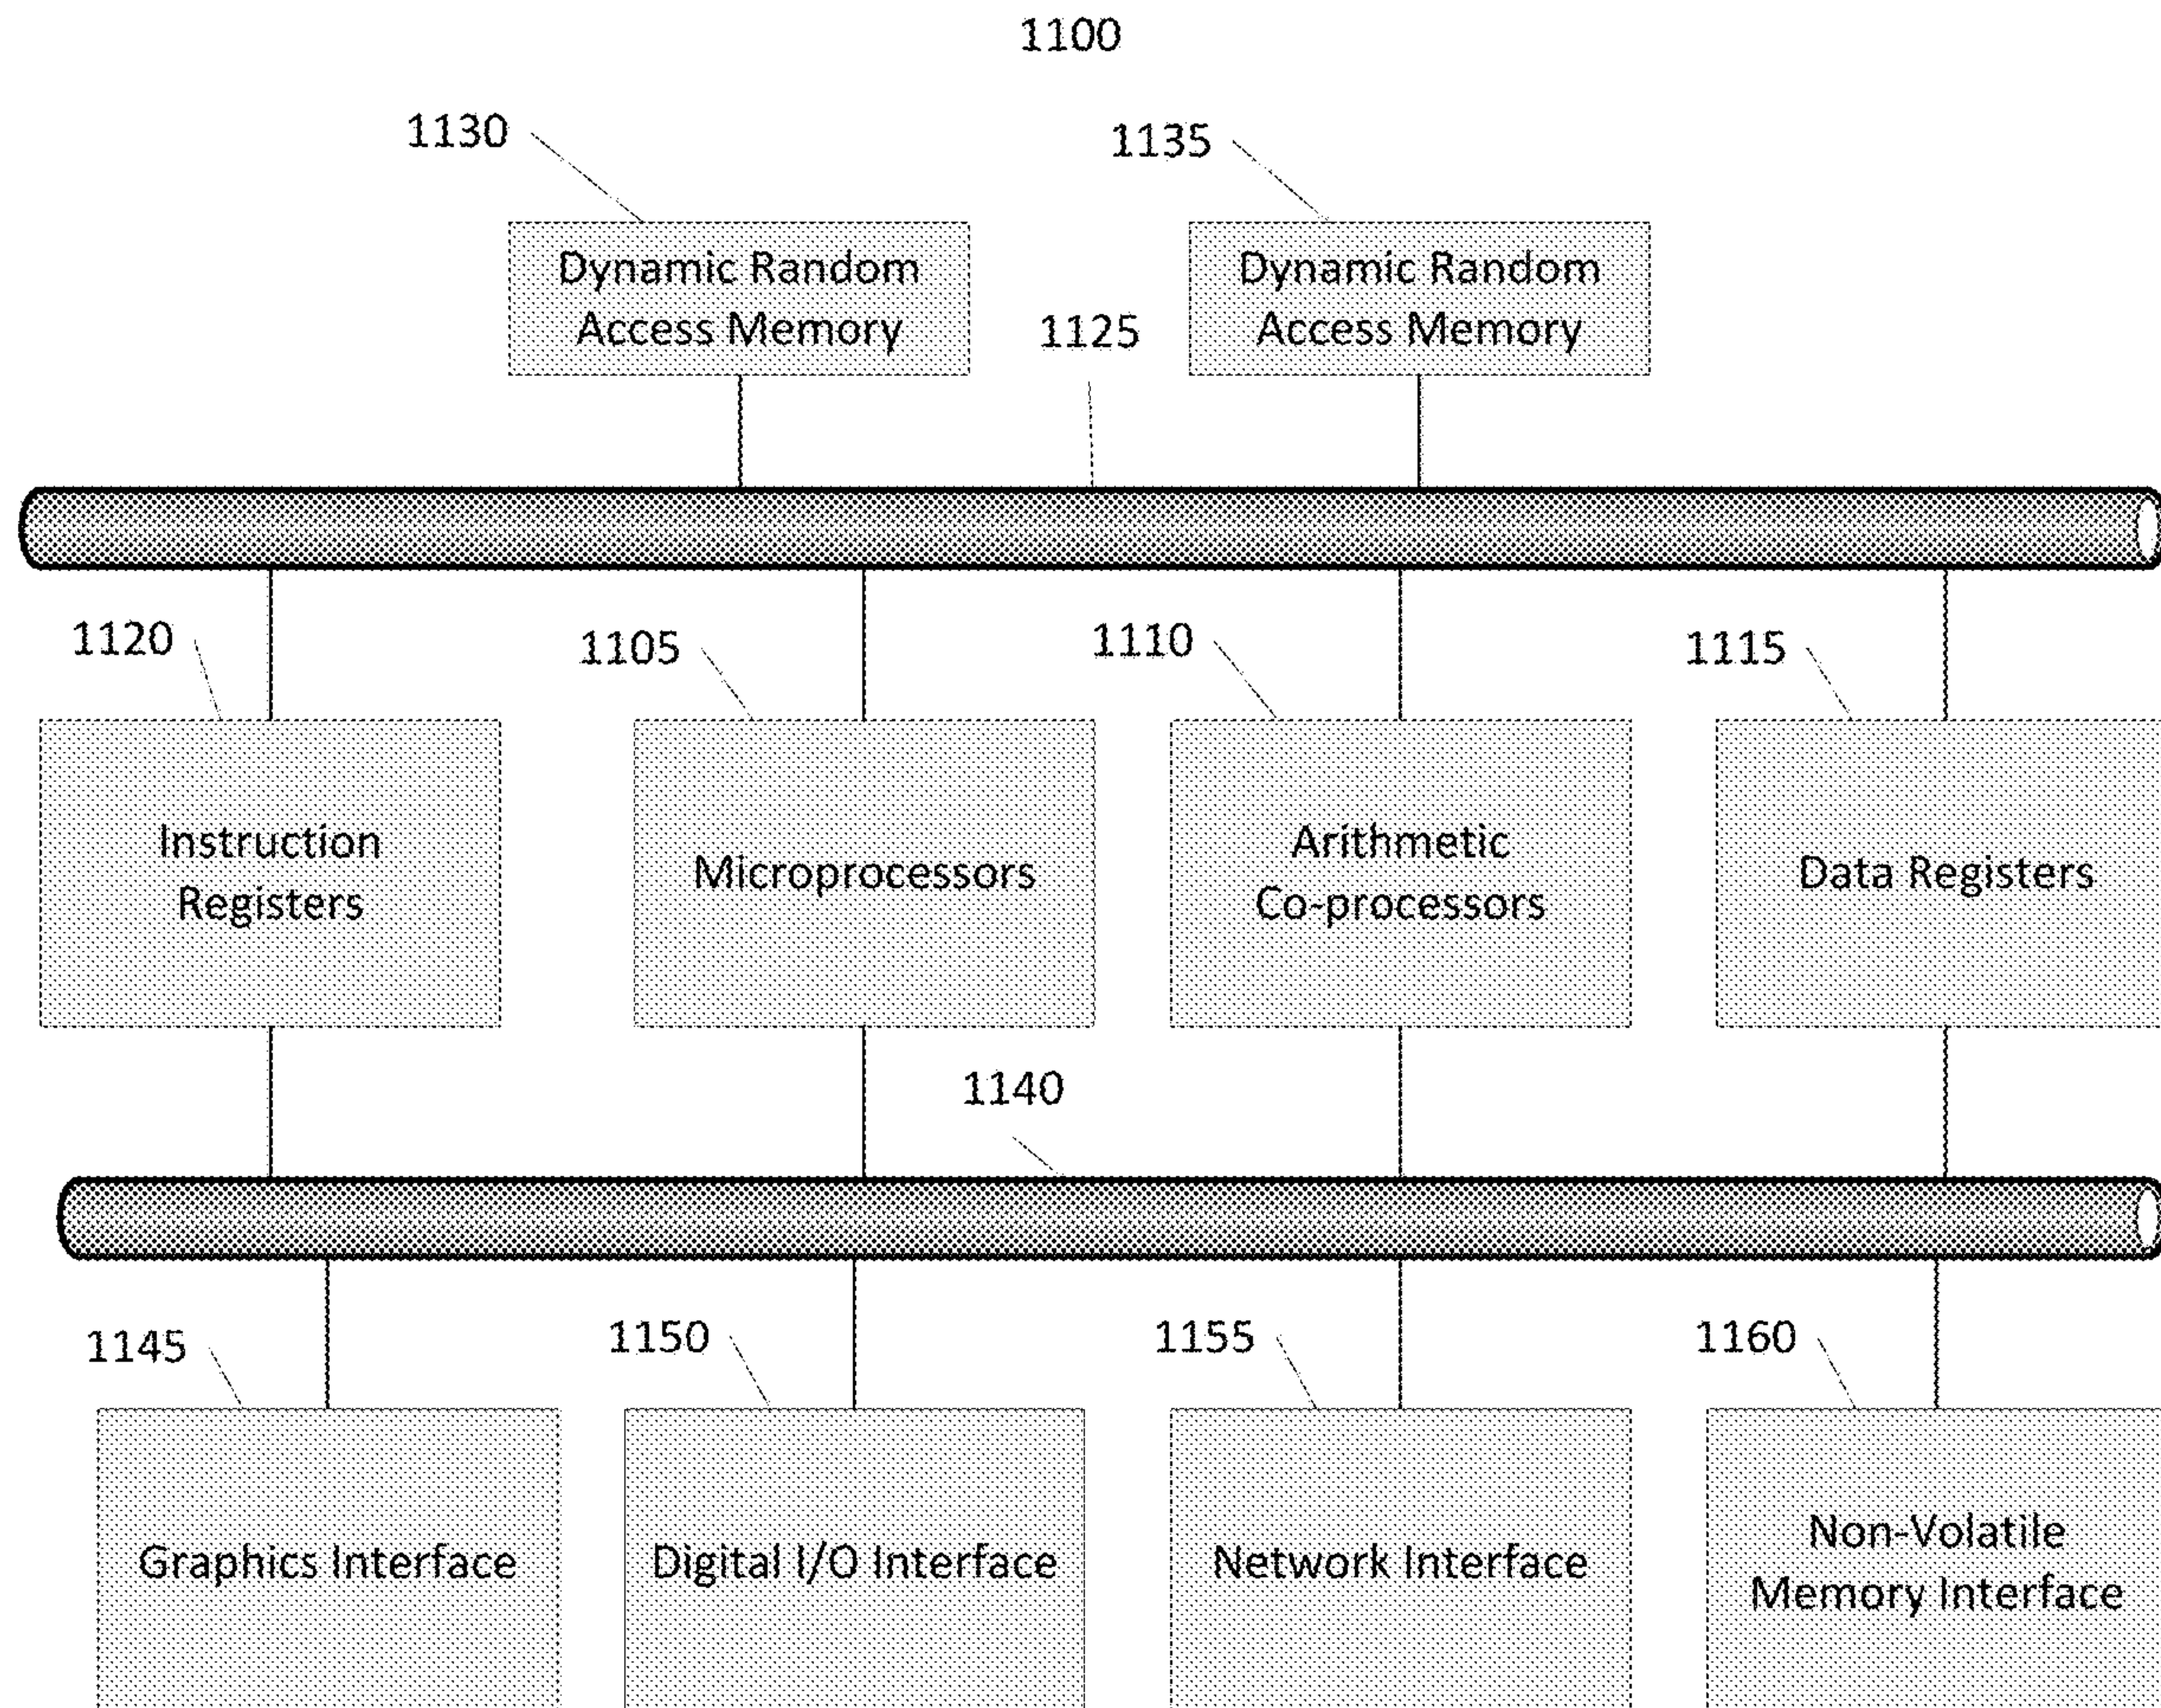 1100
1130
1135
Dynamic Random
Access Memory
1125
Dynamic Random
Access Memory
1120
1105
1110
1115
Instruction
Registers
Microprocessors
Arithmetic
Co-processors
Data Registers
1140
1145
1150
1155
1160
Graphics Interface
Digital I/O Interface
Network Interface
Non-Volatile
Memory Interface